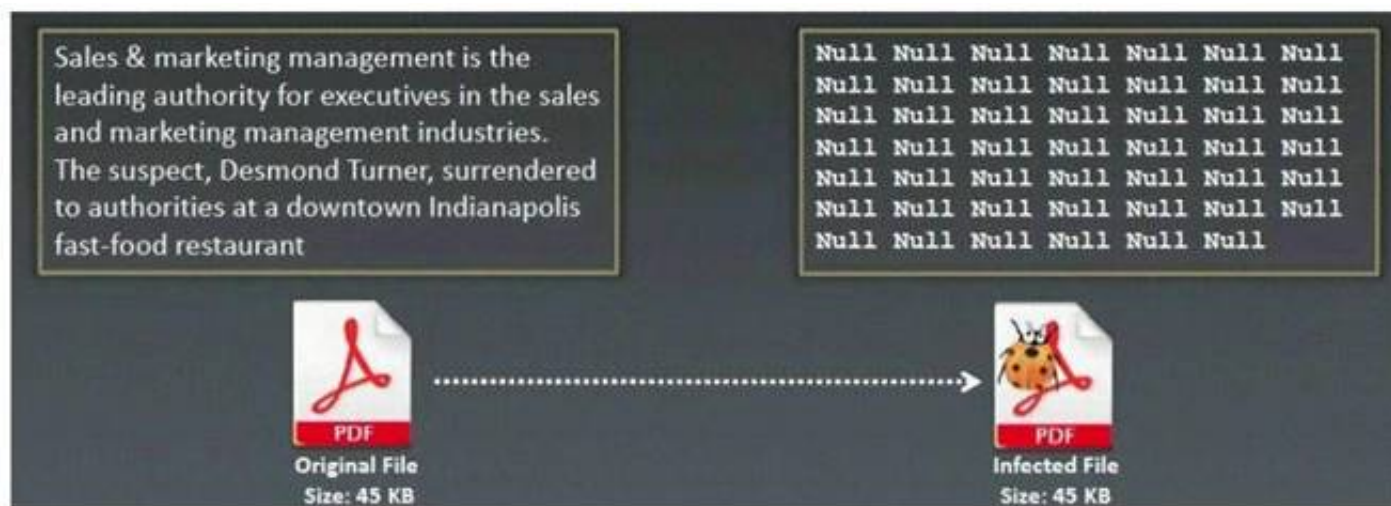 Sales & marketing management is the
leading authority for executives in the sales
and marketing management industries.
The suspect, Desmond Turner, surrendered
to authorities at a downtown Indianapolis
fast-food restaurant
Null Null Null Null Null Null Null
Null Null Null Null Null Null Null
Null Null Null Null Null Null Null
Null Null Null Null Null Null Null
Null Null Null Null Null Null Null
Null Null Null Null Null Null Null
Null Null Null Null Null Null
PDF
Original File
Size: 45 KB
PDF
Infected File
Size: 45 KB